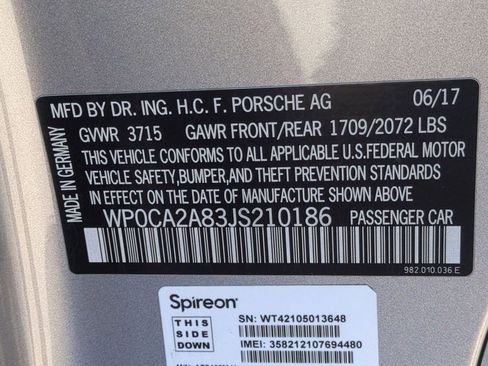 MFD BY DR. ING. H.C. F. PORSCHE AG 06/17
GVWR 3715 GAWR FRONT/REAR 1709/2072 LBS
THIS VEHICLE CONFORMS TO ALL APPLICABLE U.S.FEDERAL MOTOR
VEHICLE SAFETY,BUMPER,AND THEFT PREVENTION STANDARDS
IN EFFECT ON THE DATE OF MANUFACTURE SHOWN ABOVE
WP0CA2A83JS210186 PASSENGER CAR
MADE IN GERMANY
982.010.036 E
Spireon
THIS
SIDE
DOWN
SN: WT42105013648
IMEI: 358212107694480